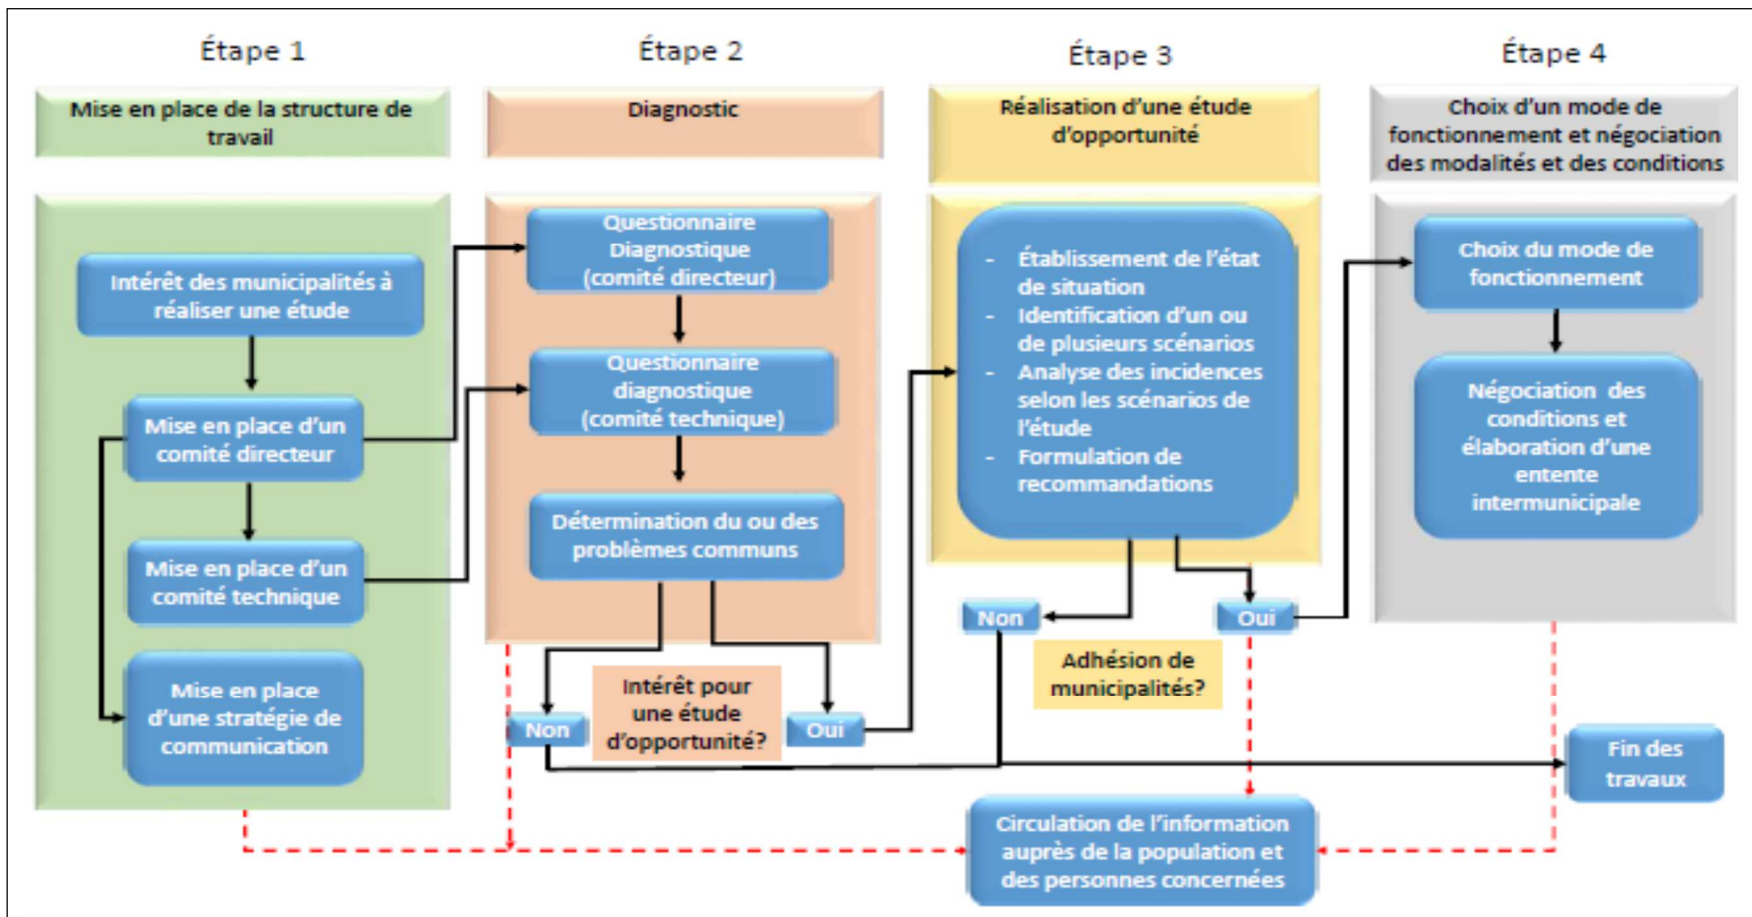 Étape 1
Mise en place de la structure de
travail
Intérêt des municipalités à
réaliser une étude
Mise en place d'un
comité directeur
Mise en place d'un
comité technique
Mise en place
d'une stratégie de
communication
Étape 2
Diagnostic
Questionnaire
Diagnostique
(comité directeur)
Questionnaire
diagnostique
(comité technique)
Détermination du ou des
problèmes communs
Non
Intérêt pour
une étude
d'opportunité?
Oui
Étape 3
Réalisation d'une étude
d'opportunité
- Établissement de l'état
de situation
- Identification d'un ou
de plusieurs scénarios
- Analyse des incidences
selon les scénarios de
l'étude
- Formulation de
recommandations
Non
Oui
Adhésion de
municipalités?
Étape 4
Choix d'un mode de
fonctionnement et négociation
des modalités et des conditions
Choix du mode de
fonctionnement
Négociation des
conditions et
élaboration d'une
entente
intermunicipale
Fin des
travaux
Circulation de l'information
auprès de la population et
des personnes concernées